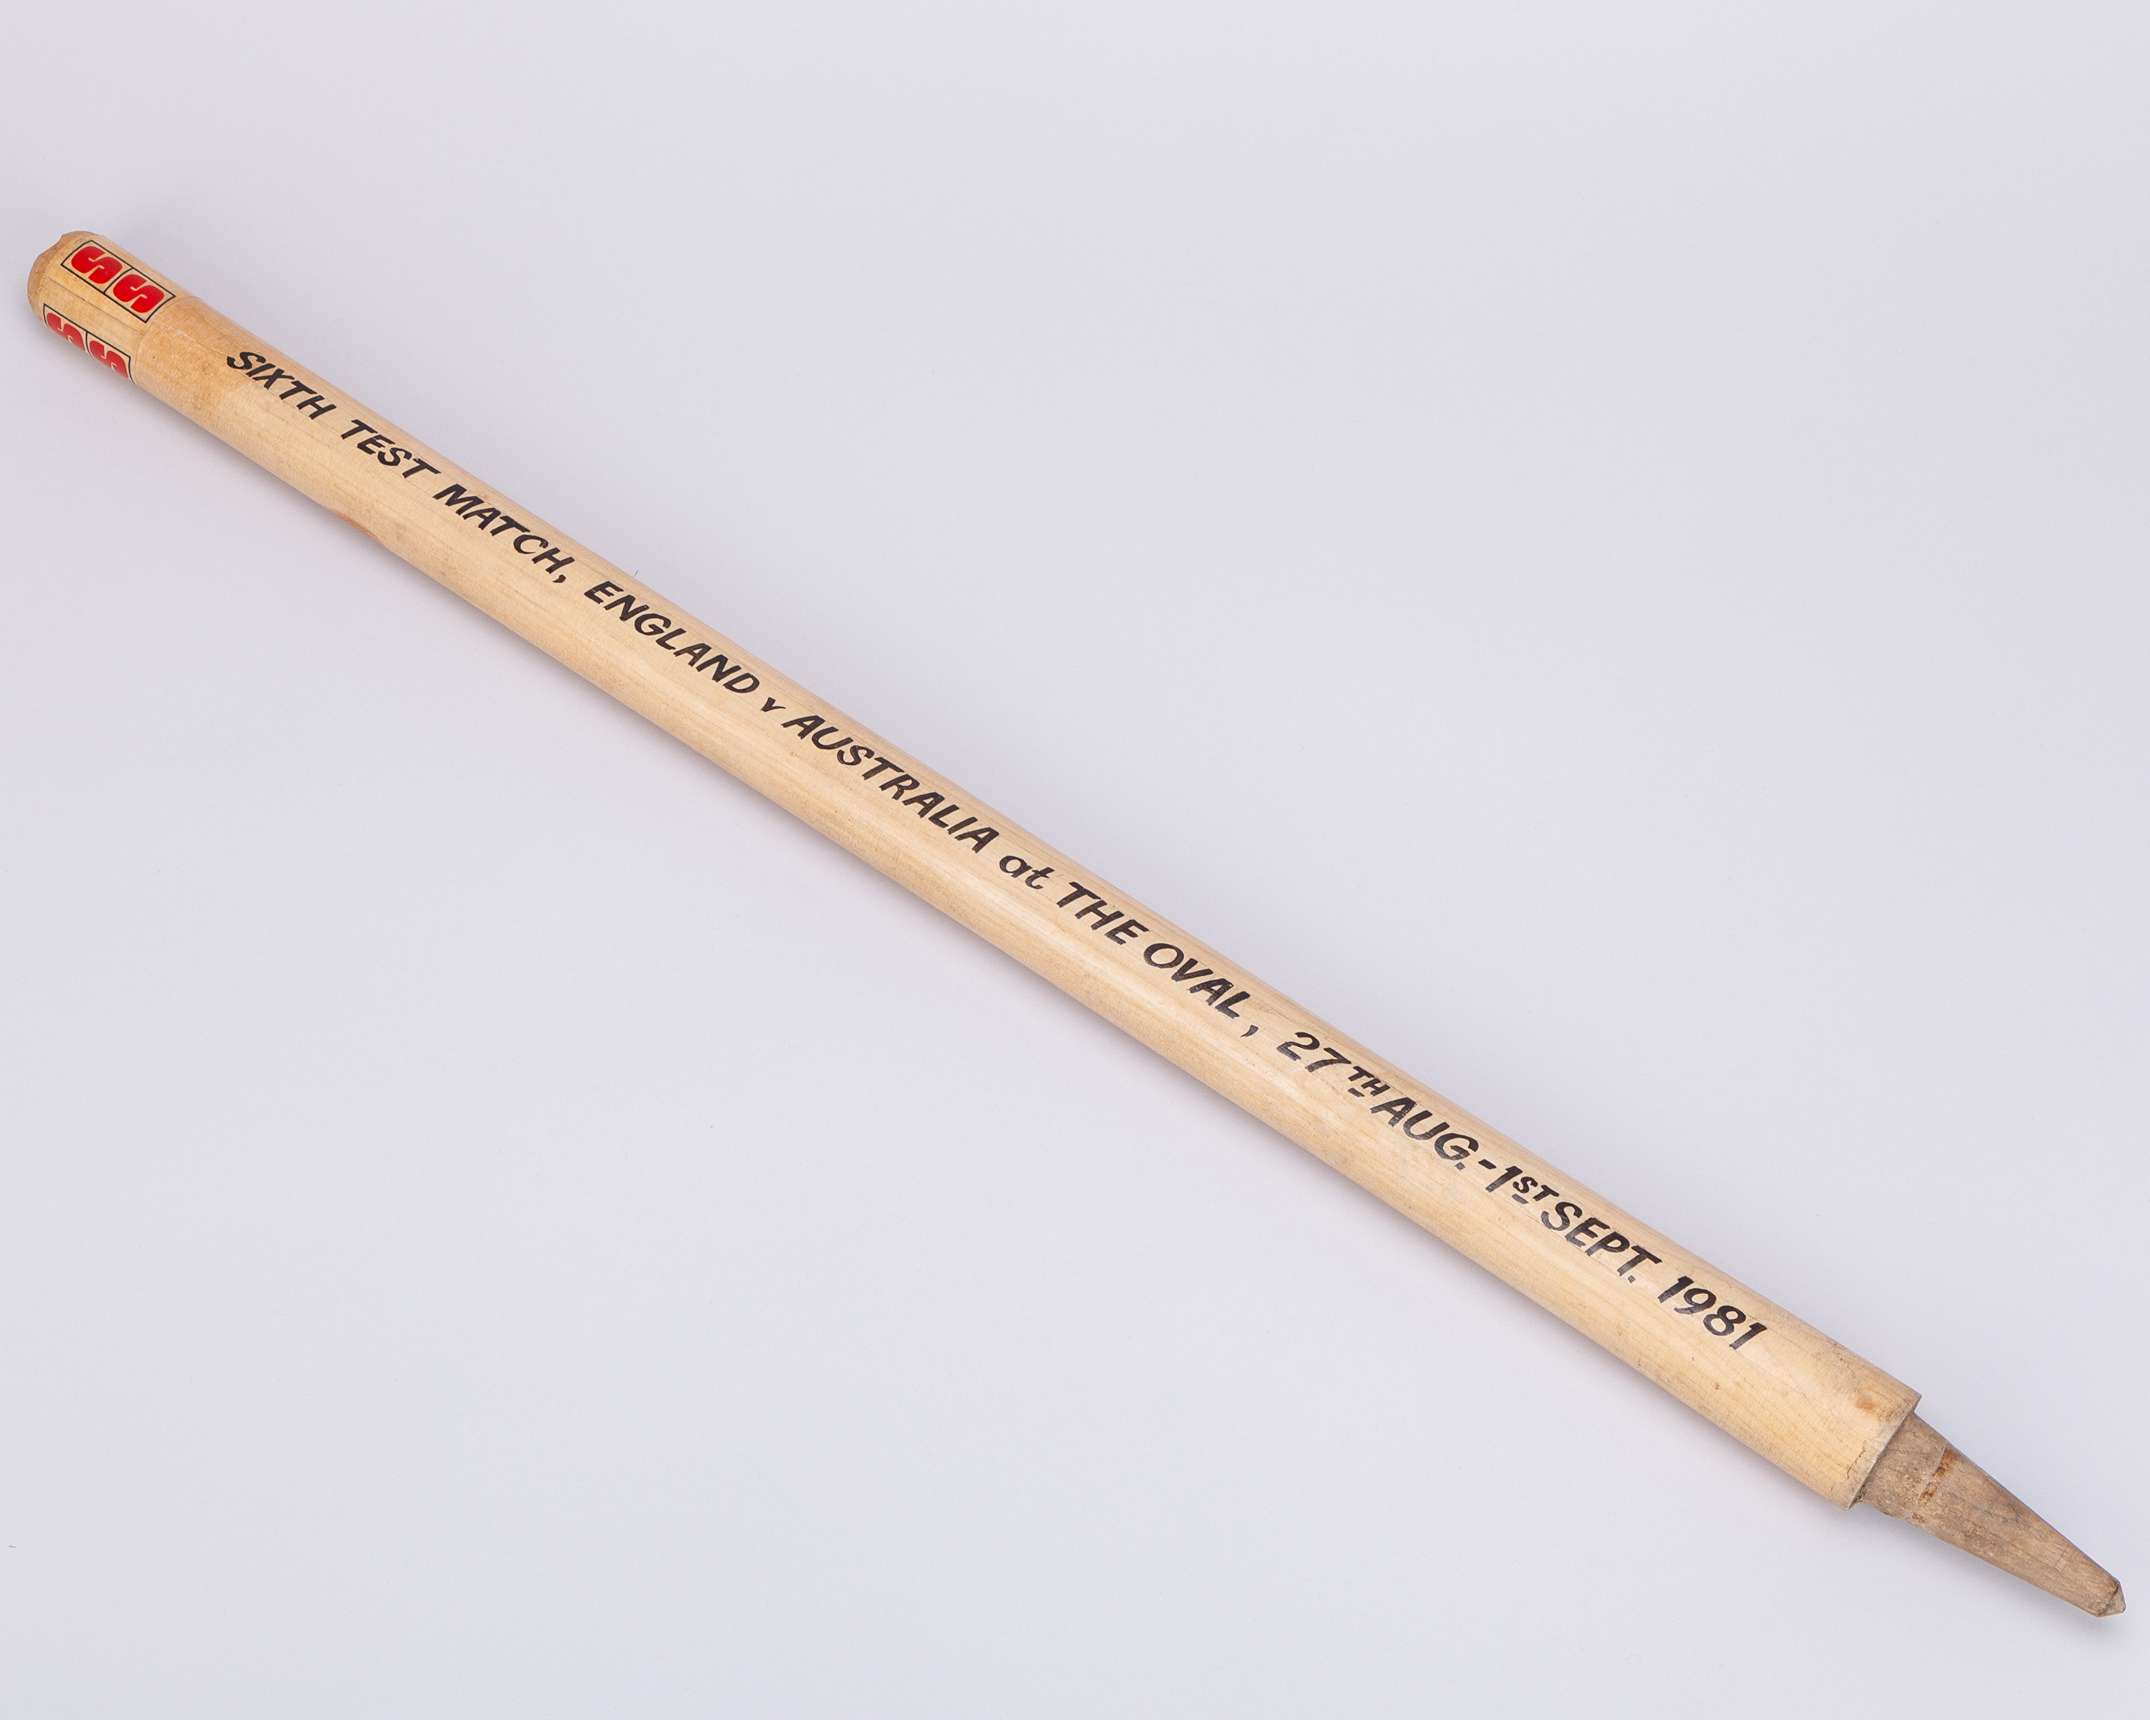 SS
SS
SIXTH TEST MATCH, ENGLAND v AUSTRALIA at THE OVAL, 27TH AUG.-1ST SEPT. 1981